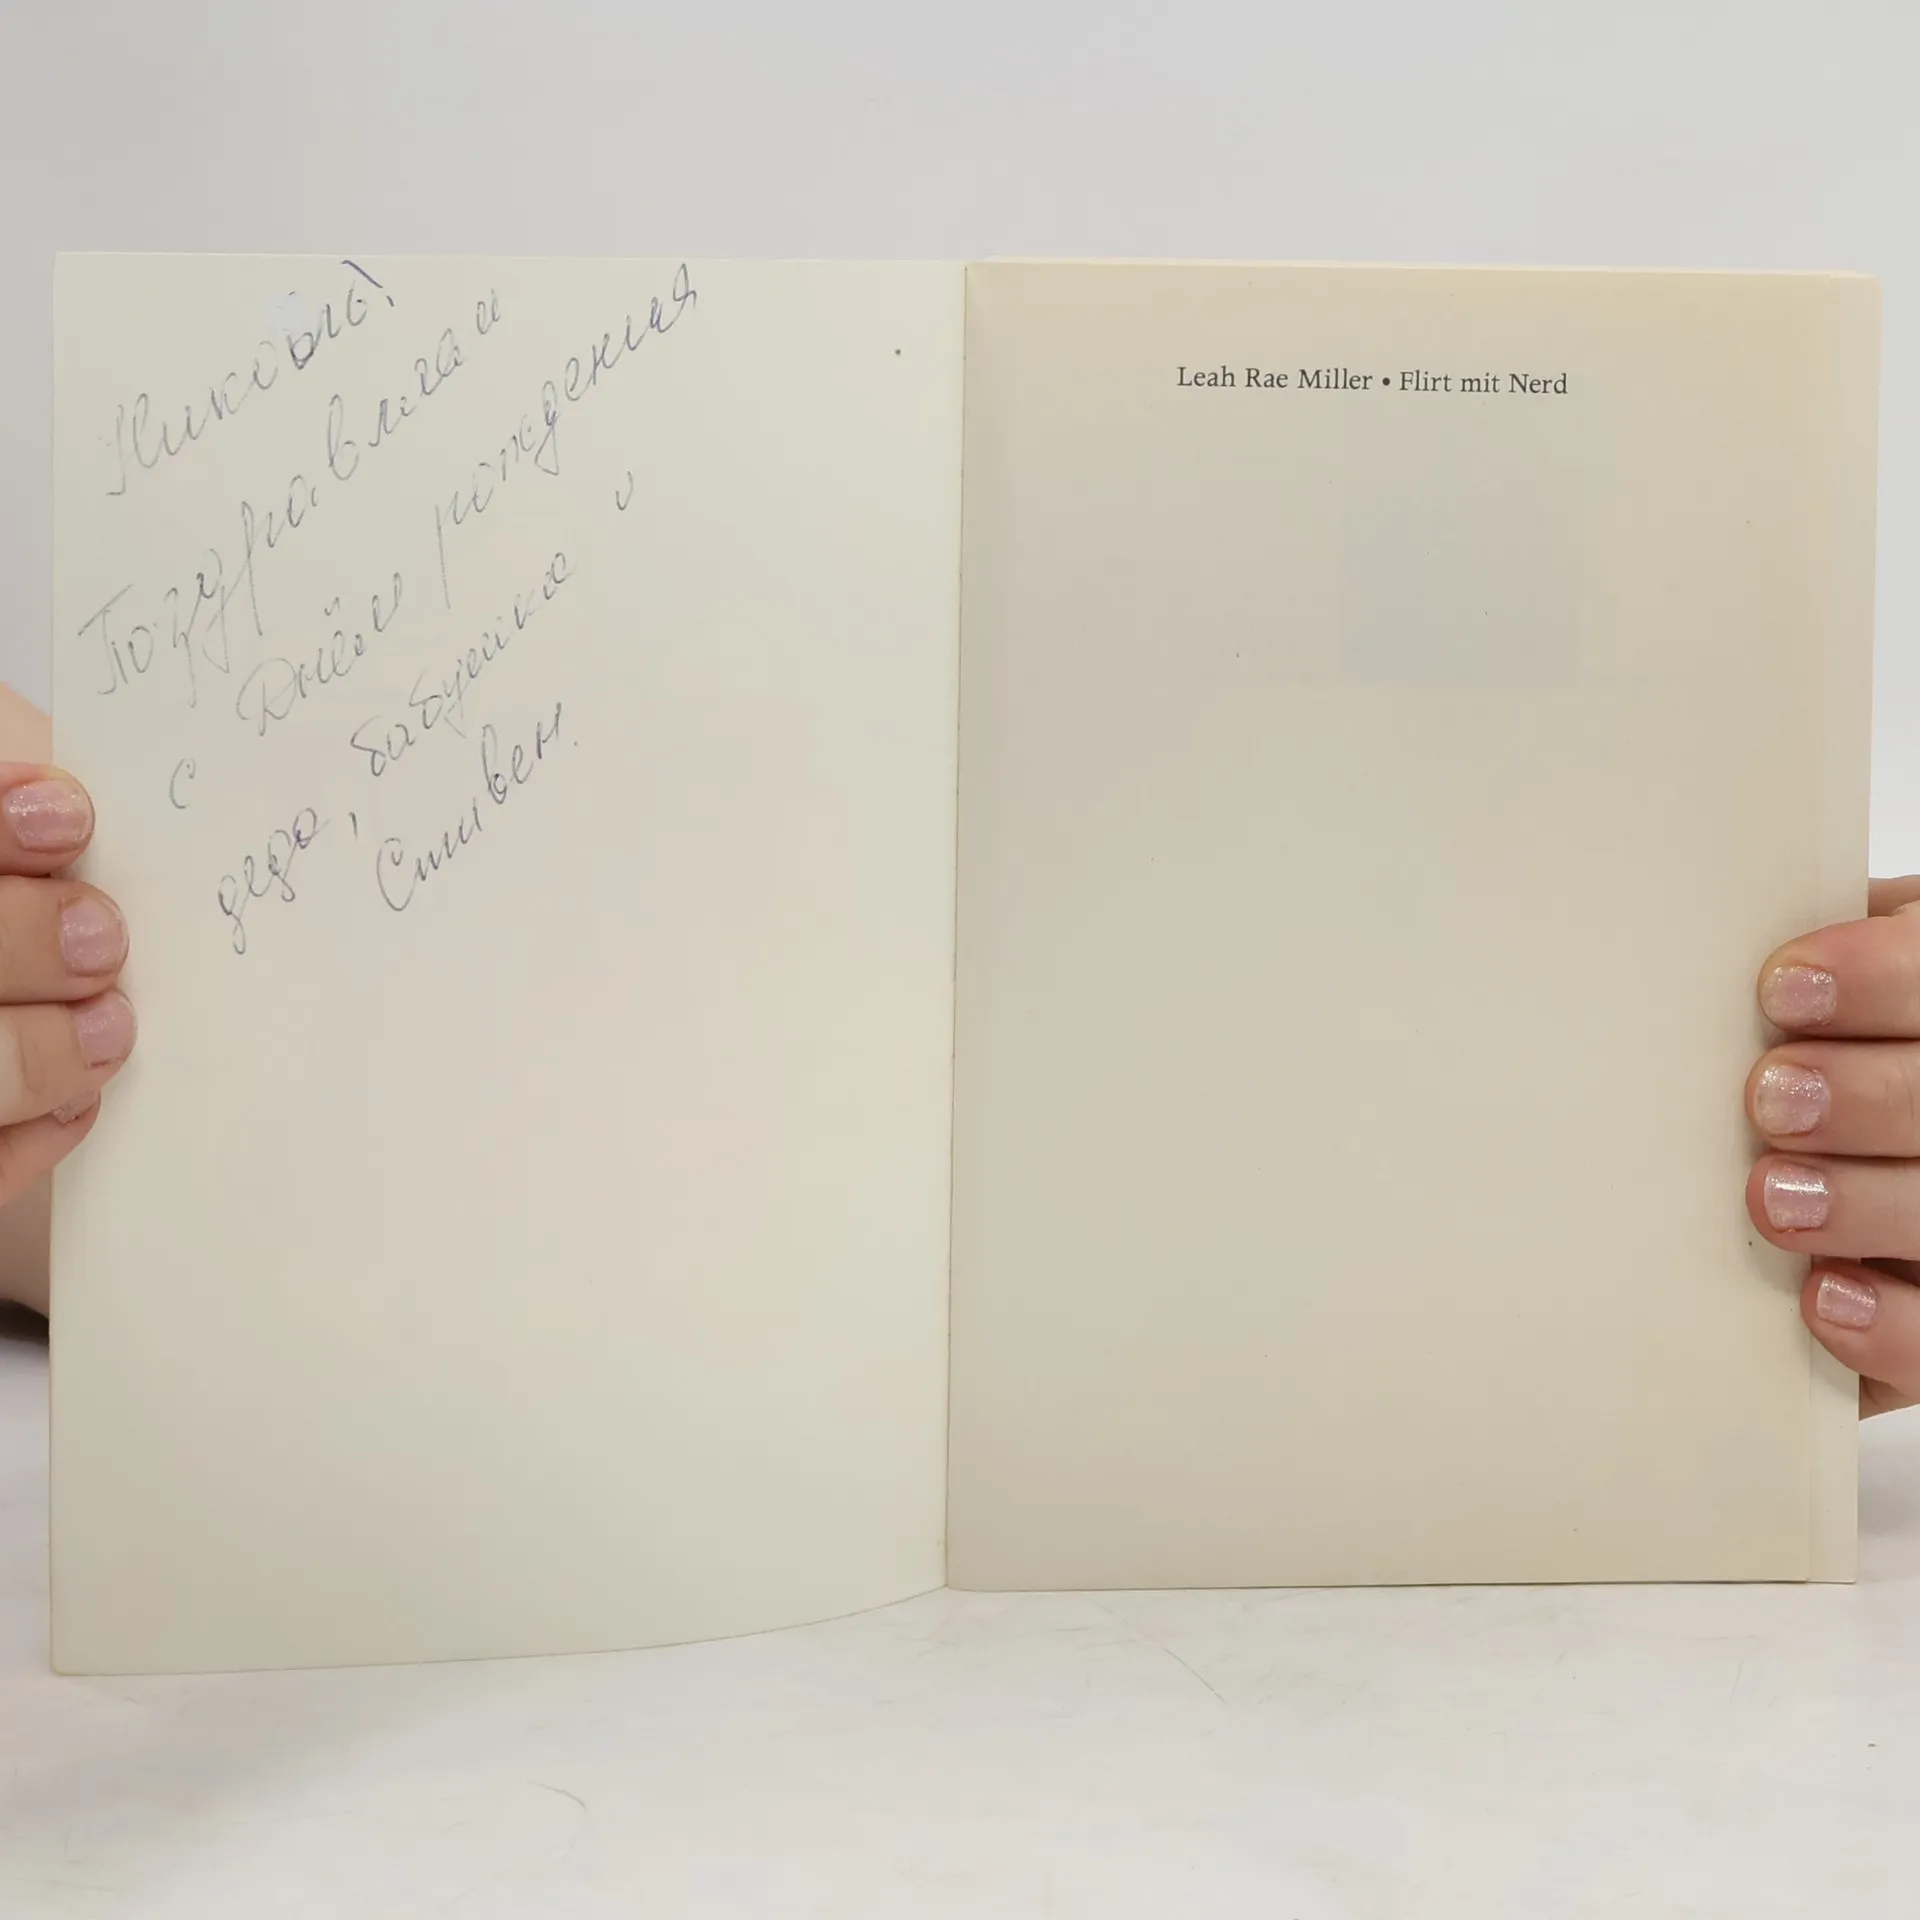 Николь!
Поздравляем
с Днём рождения
деда, бабушка и
Стивен.
Leah Rae Miller • Flirt mit Nerd